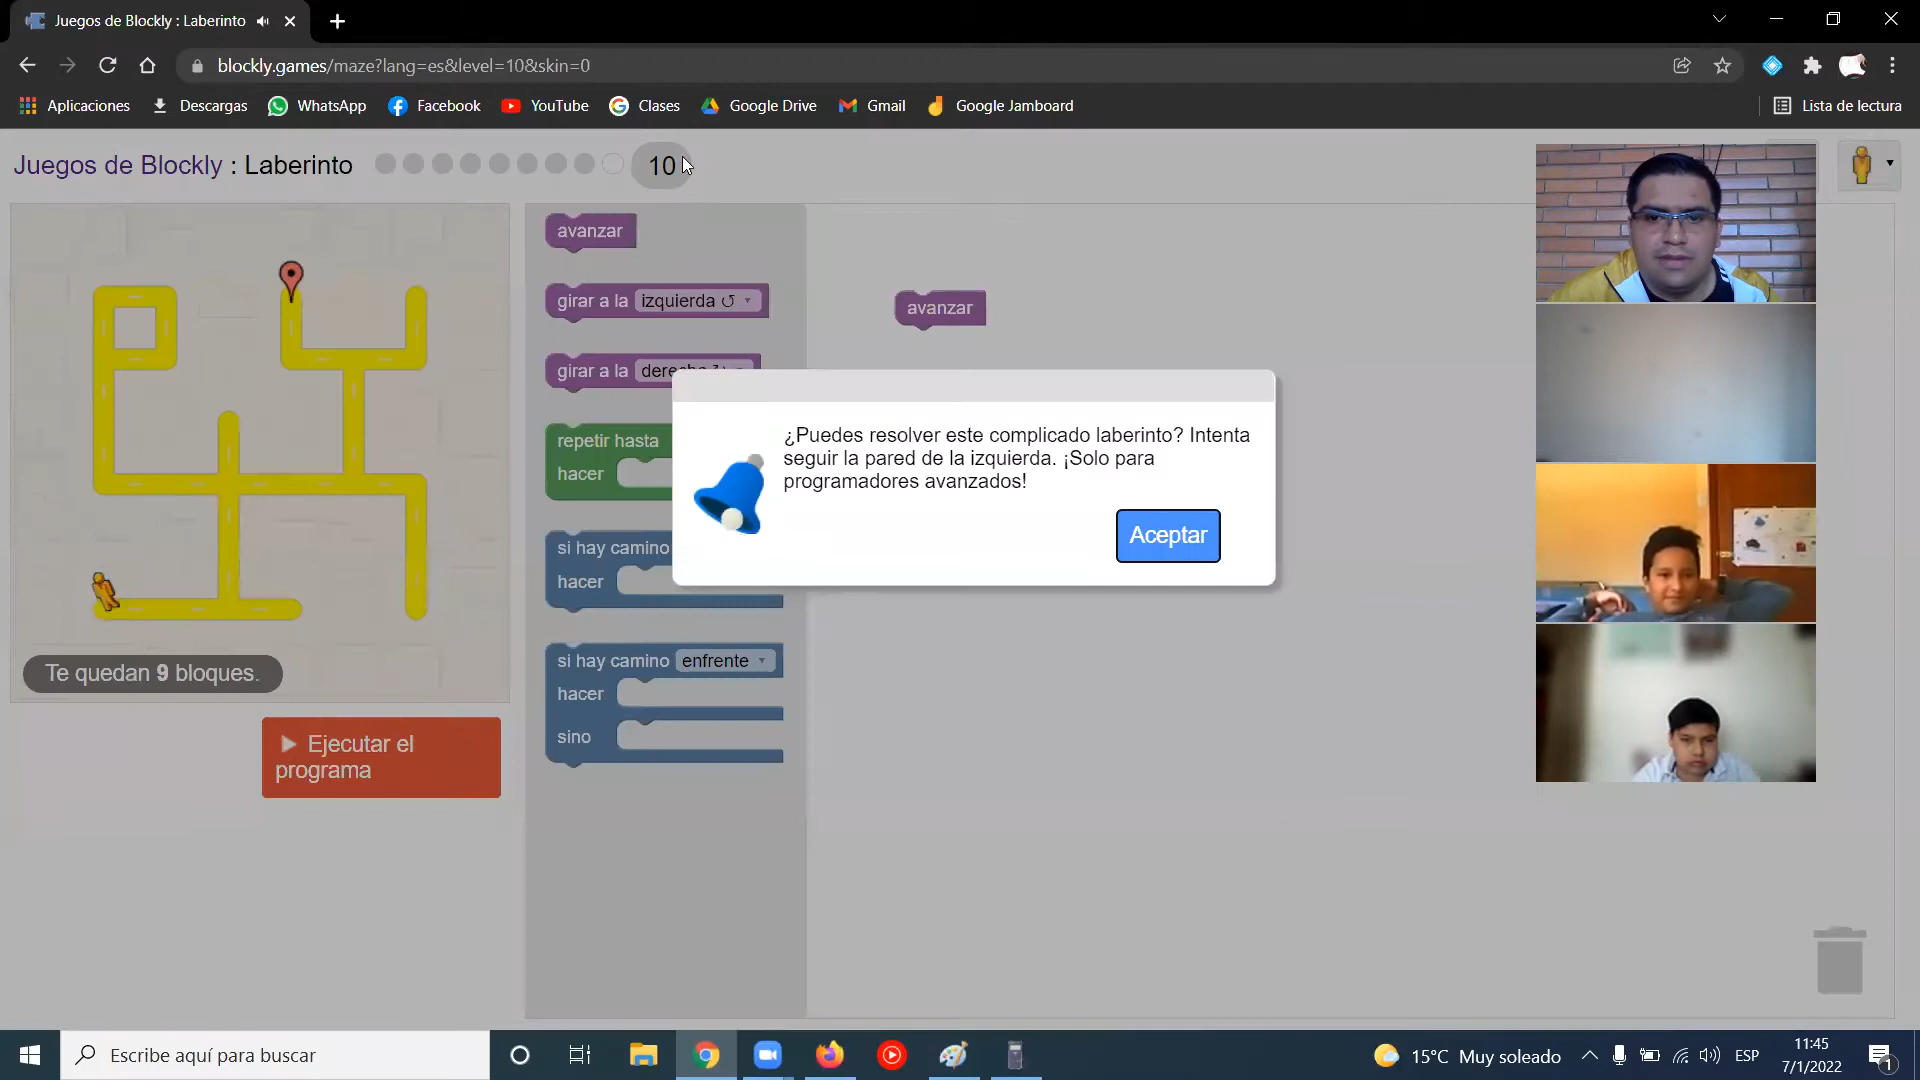 Juegos de Blockly : Laberinto
blockly.games/maze?lang=es&level=10&skin=0
Aplicaciones
Descargas
WhatsApp
Facebook
YouTube
Clases
Google Drive
Gmail
Google Jamboard
Lista de lectura
Juegos de Blockly : Laberinto
10
avanzar
girar a la izquierda ↺
avanzar
girar a la derecha ↻
¿Puedes resolver este complicado laberinto? Intenta
seguir la pared de la izquierda. ¡Solo para
programadores avanzados!
Aceptar
repetir hasta
hacer
si hay camino
hacer
si hay camino enfrente
hacer
sino
Te quedan 9 bloques.
Ejecutar el
programa
Escribe aquí para buscar
15°C Muy soleado
ESP
11:45
7/1/2022
1